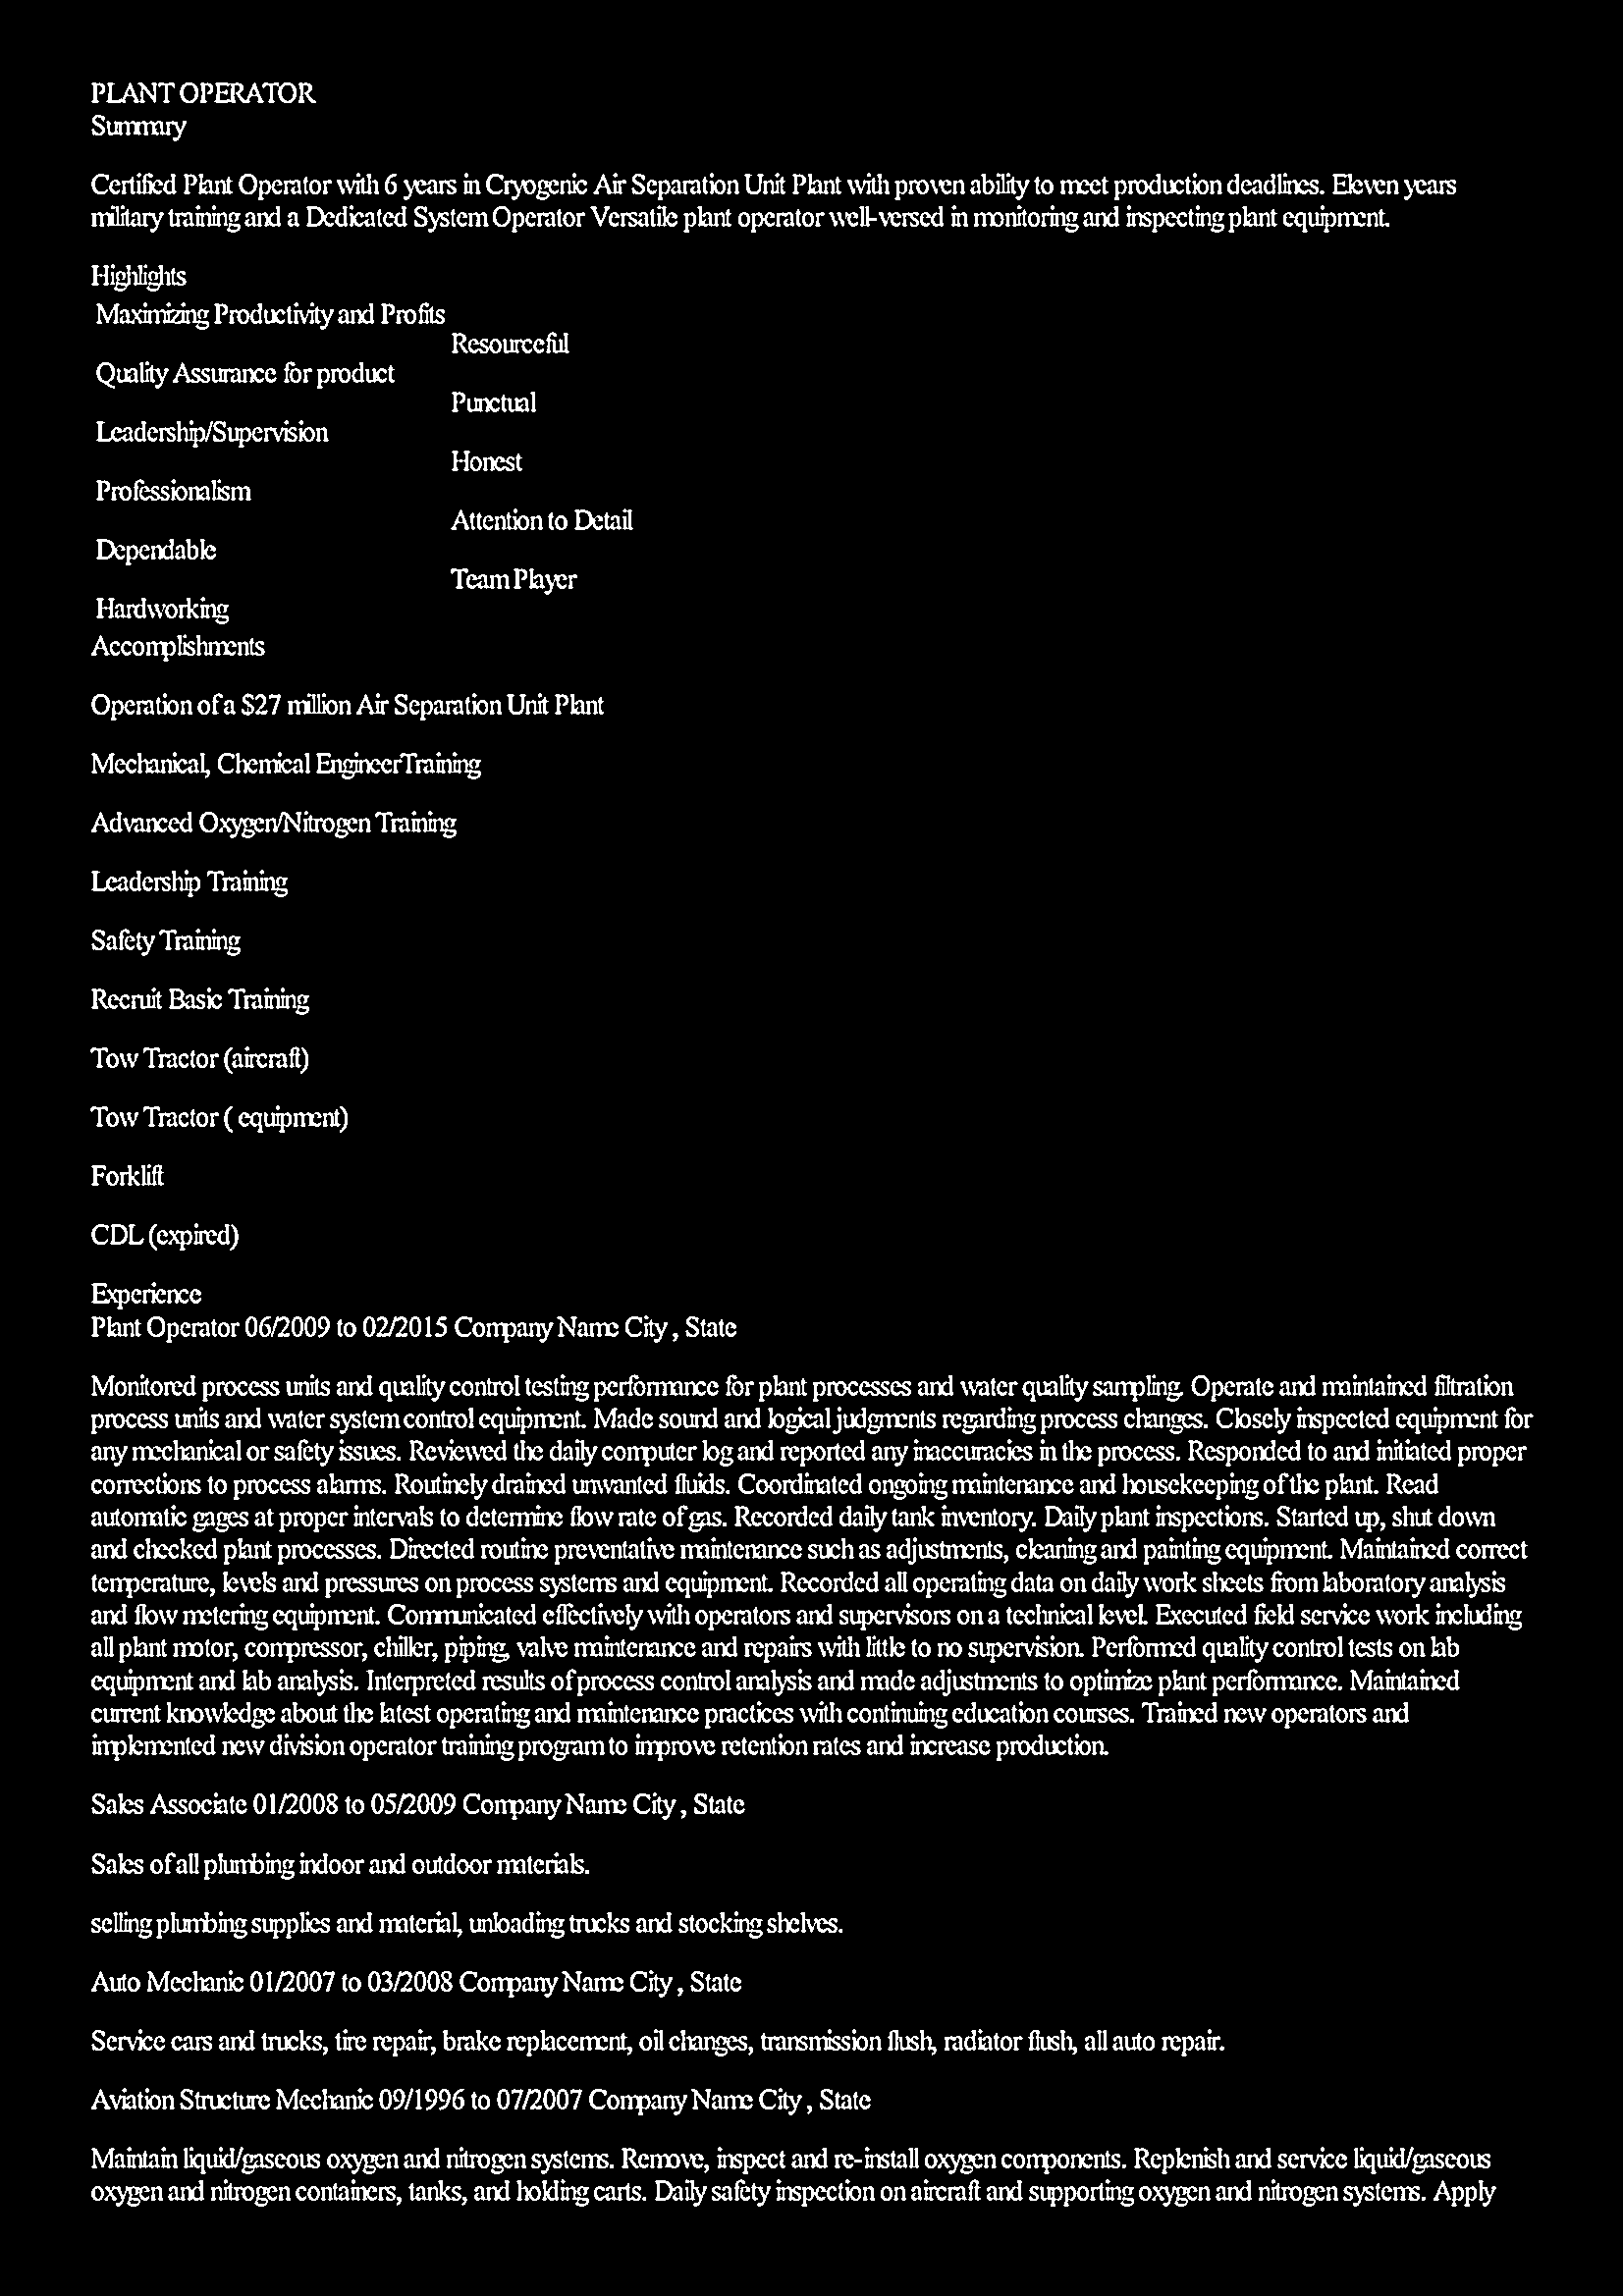 PLANT OPERATOR
Summary
Certified Plant Operator with 6 years in Cryogenic Air Separation Unit Plant with proven ability to meet production deadlines. Eleven years
military training and a Dedicated System Operator Versatile plant operator well-versed in monitoring and inspecting plant equipment.
Highlights
Maximizing Productivity and Profits
Resourceful
Quality Assurance for product
Punctual
Leadership/Supervision
Honest
Professionalism
Attention to Detail
Dependable
Team Player
Hardworking
Accomplishments
Operation of a $27 million Air Separation Unit Plant
Mechanical, Chemical EngineerTraining
Advanced Oxygen/Nitrogen Training
Leadership Training
Safety Training
Recruit Basic Training
Tow Tractor (aircraft)
Tow Tractor ( equipment)
Forklift
CDL (expired)
Experience
Plant Operator 06/2009 to 02/2015 Company Name City , State
Monitored process units and quality control testing performance for plant processes and water quality sampling. Operate and maintained filtration
process units and water system control equipment. Made sound and logical judgments regarding process changes. Closely inspected equipment for
any mechanical or safety issues. Reviewed the daily computer log and reported any inaccuracies in the process. Responded to and initiated proper
corrections to process alarms. Routinely drained unwanted fluids. Coordinated ongoing maintenance and housekeeping of the plant. Read
automatic gages at proper intervals to determine flow rate of gas. Recorded daily tank inventory. Daily plant inspections. Started up, shut down
and checked plant processes. Directed routine preventative maintenance such as adjustments, cleaning and painting equipment. Maintained correct
temperature, levels and pressures on process systems and equipment. Recorded all operating data on daily work sheets from laboratory analysis
and flow metering equipment. Communicated effectively with operators and supervisors on a technical level. Executed field service work including
all plant motor, compressor, chiller, piping, valve maintenance and repairs with little to no supervision. Performed quality control tests on lab
equipment and lab analysis. Interpreted results of process control analysis and made adjustments to optimize plant performance. Maintained
current knowledge about the latest operating and maintenance practices with continuing education courses. Trained new operators and
implemented new division operator training program to improve retention rates and increase production.
Sales Associate 01/2008 to 05/2009 Company Name City , State
Sales of all plumbing indoor and outdoor materials.
selling plumbing supplies and material, unloading trucks and stocking shelves.
Auto Mechanic 01/2007 to 03/2008 Company Name City , State
Service cars and trucks, tire repair, brake replacement, oil changes, transmission flush, radiator flush, all auto repair.
Aviation Structure Mechanic 09/1996 to 07/2007 Company Name City , State
Maintain liquid/gaseous oxygen and nitrogen systems. Remove, inspect and re-install oxygen components. Replenish and service liquid/gaseous
oxygen and nitrogen containers, tanks, and holding carts. Daily safety inspection on aircraft and supporting oxygen and nitrogen systems. Apply